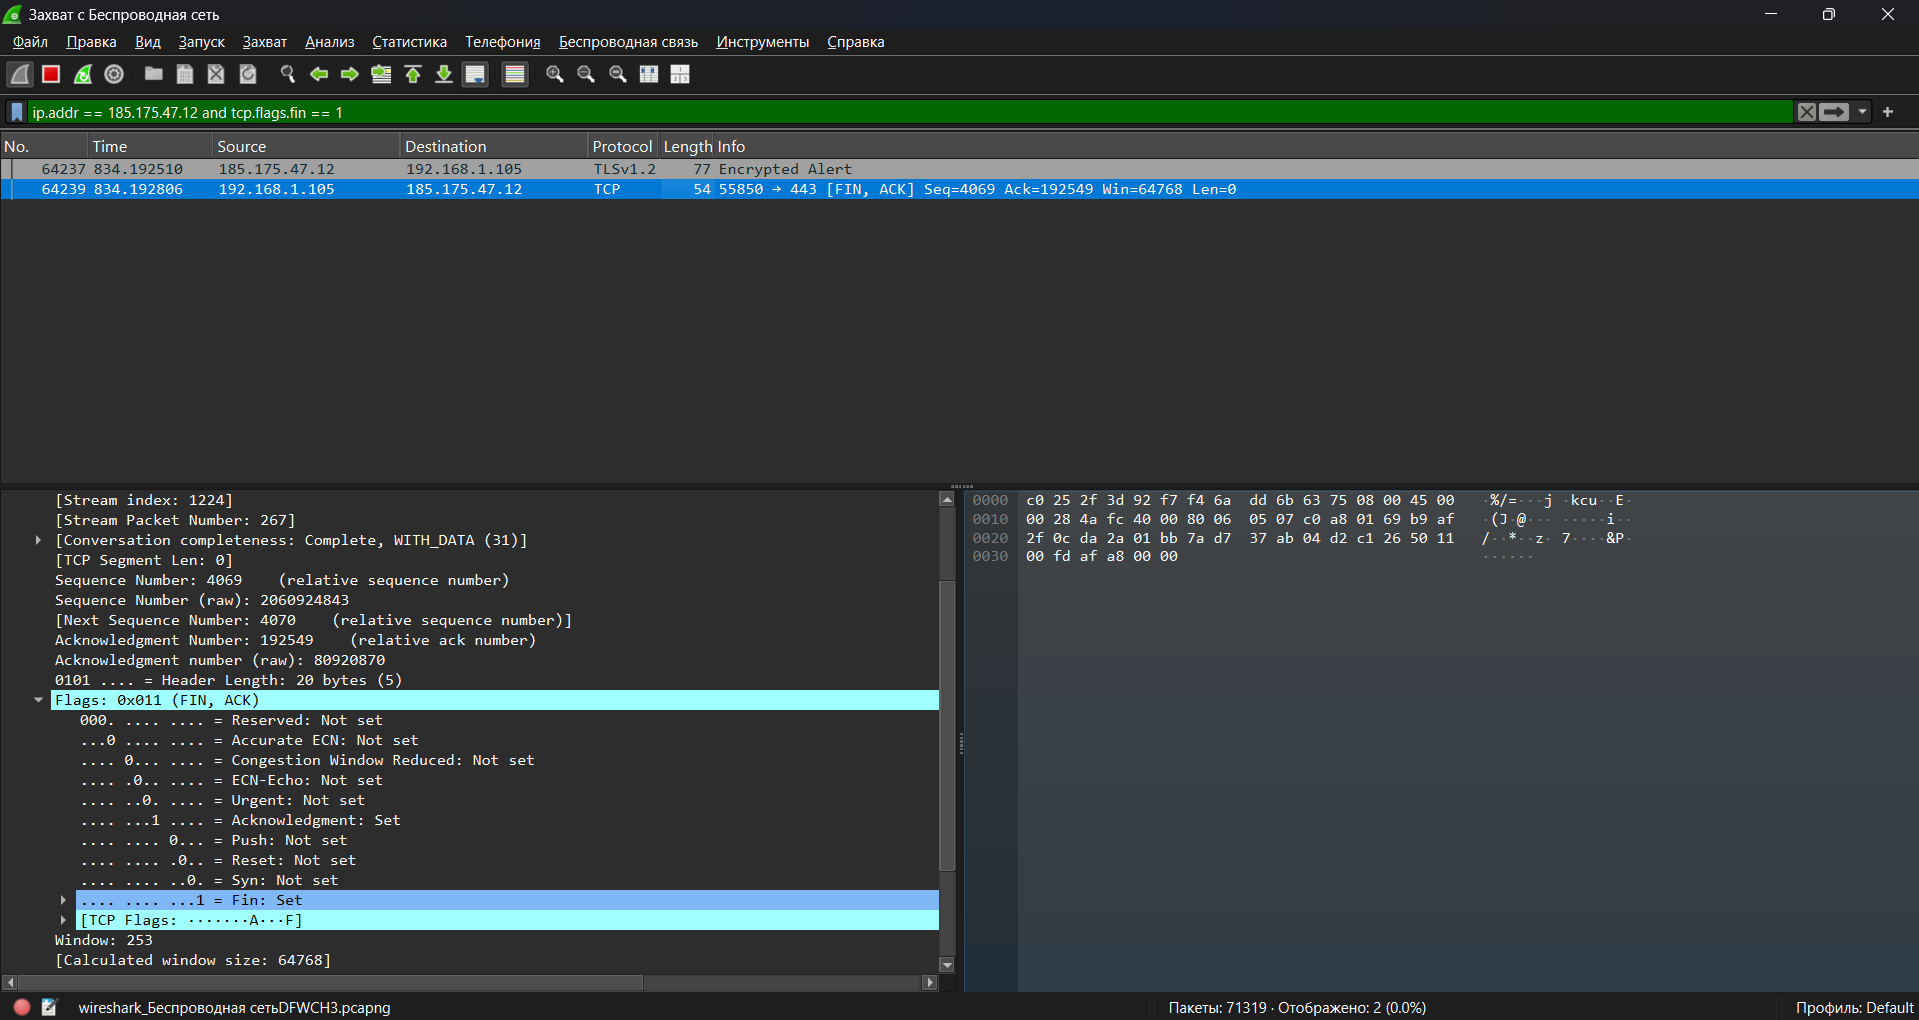 Захват с Беспроводная сеть
Файл Правка Вид Запуск Захват Анализ Статистика Телефония Беспроводная связь Инструменты Справка
ip.addr == 185.175.47.12 and tcp.flags.fin == 1
No. Time Source Destination Protocol Length Info
64237 834.192510 185.175.47.12 192.168.1.105 TLSv1.2 77 Encrypted Alert
64239 834.192806 192.168.1.105 185.175.47.12 TCP 54 55850 → 443 [FIN, ACK] Seq=4069 Ack=192549 Win=64768 Len=0
[Stream index: 1224]
[Stream Packet Number: 267]
[Conversation completeness: Complete, WITH_DATA (31)]
[TCP Segment Len: 0]
Sequence Number: 4069 (relative sequence number)
Sequence Number (raw): 2060924843
[Next Sequence Number: 4070 (relative sequence number)]
Acknowledgment Number: 192549 (relative ack number)
Acknowledgment number (raw): 80920870
0101 .... = Header Length: 20 bytes (5)
Flags: 0x011 (FIN, ACK)
000. .... .... = Reserved: Not set
...0 .... .... = Accurate ECN: Not set
.... 0... .... = Congestion Window Reduced: Not set
.... .0.. .... = ECN-Echo: Not set
.... ..0. .... = Urgent: Not set
.... ...1 .... = Acknowledgment: Set
.... .... 0... = Push: Not set
.... .... .0.. = Reset: Not set
.... .... ..0. = Syn: Not set
.... .... ...1 = Fin: Set
[TCP Flags: ·······A···F]
Window: 253
[Calculated window size: 64768]
0000 c0 25 2f 3d 92 f7 f4 6a dd 6b 63 75 08 00 45 00 ·%/=···j ·kcu··E·
0010 00 28 4a fc 40 00 80 06 05 07 c0 a8 01 69 b9 af ·(J·@··· ·····i··
0020 2f 0c da 2a 01 bb 7a d7 37 ab 04 d2 c1 26 50 11 /··*··z· 7····&P·
0030 00 fd af a8 00 00 ······
wireshark_Беспроводная сетьDFWCH3.pcapng
Пакеты: 71319 · Отображено: 2 (0.0%)
Профиль: Default